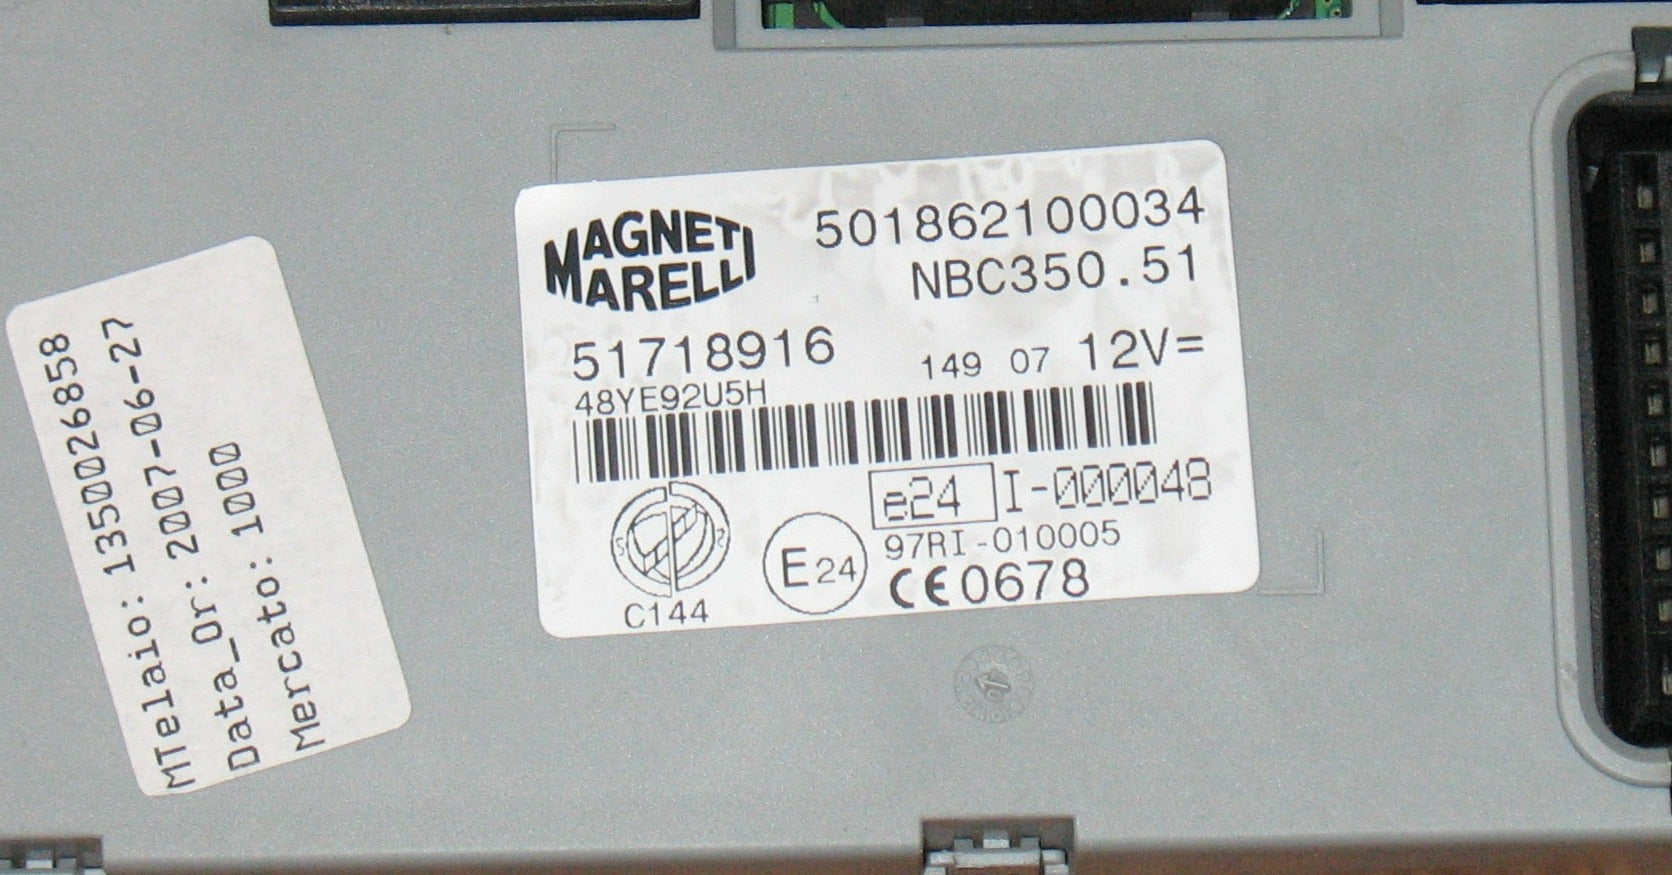 MTelaio: 1350026858
Data_Or: 2007-06-27
Mercato: 1000
MAGNETI
MARELLI
501862100034
NBC350.51
51718916
149 07 12V=
48YE92U5H
e24 I-000048
97RI-010005
E24
CE0678
C144